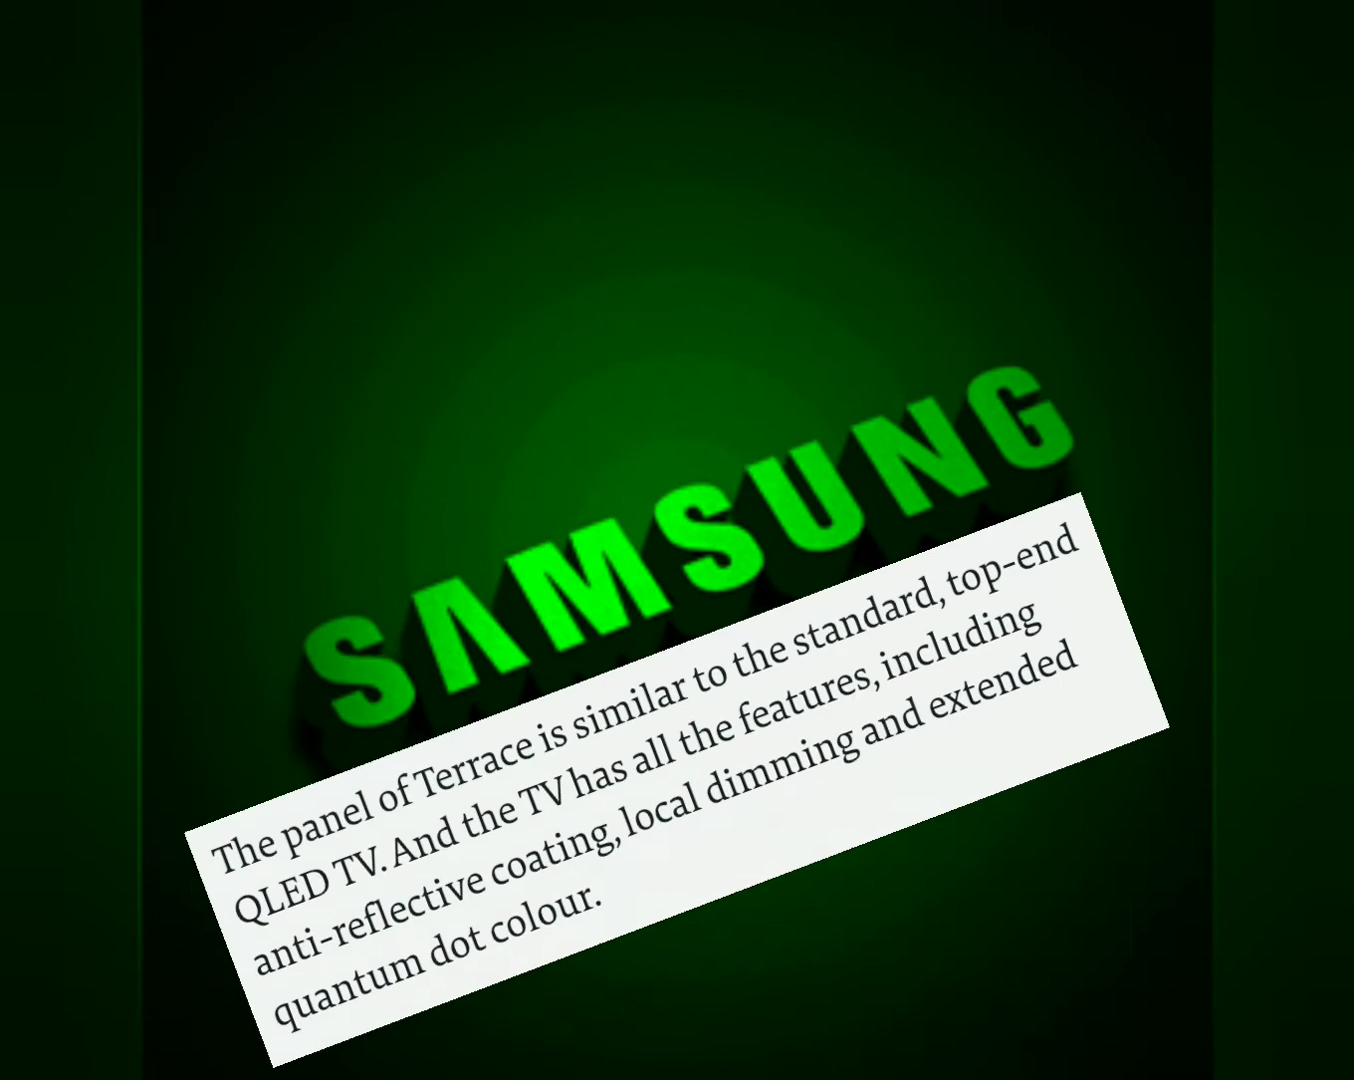 SAMSUNG
The panel of Terrace is similar to the standard, top-end
QLED TV. And the TV has all the features, including
anti-reflective coating, local dimming and extended
quantum dot colour.